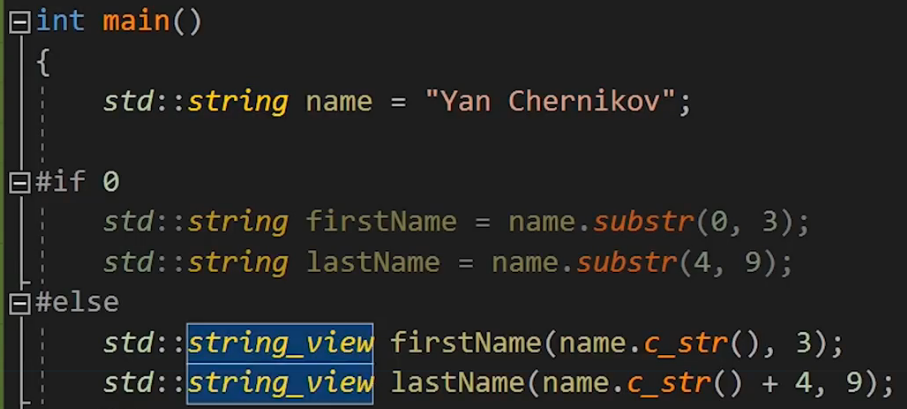 int main()
{
std::string name = "Yan Chernikov";
#if 0
std::string firstName = name.substr(0, 3);
std::string lastName = name.substr(4, 9);
#else
std::string_view firstName(name.c_str(), 3);
std::string_view lastName(name.c_str() + 4, 9);